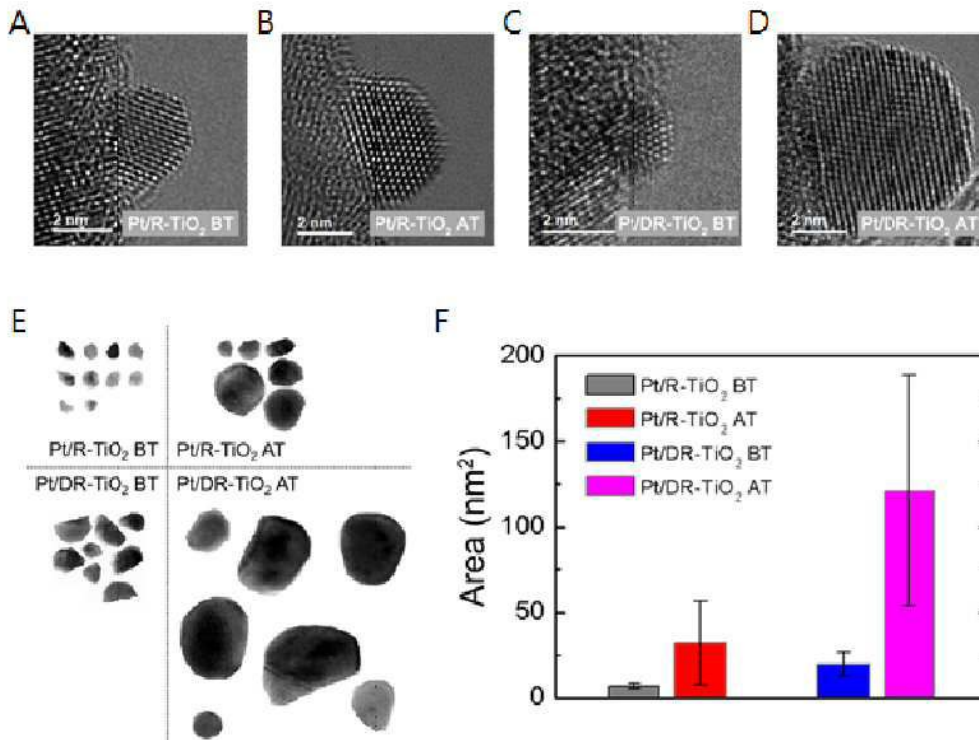 A
B
C
D
2 nm
Pt/R-TiO₂ BT
2 nm
Pt/R-TiO₂ AT
2 nm
Pt/DR-TiO₂ BT
2 nm
Pt/DR-TiO₂ AT
E
Pt/R-TiO₂ BT
Pt/R-TiO₂ AT
Pt/DR-TiO₂ BT
Pt/DR-TiO₂ AT
F
Area (nm²)
200
150
100
50
0
Pt/R-TiO₂ BT
Pt/R-TiO₂ AT
Pt/DR-TiO₂ BT
Pt/DR-TiO₂ AT